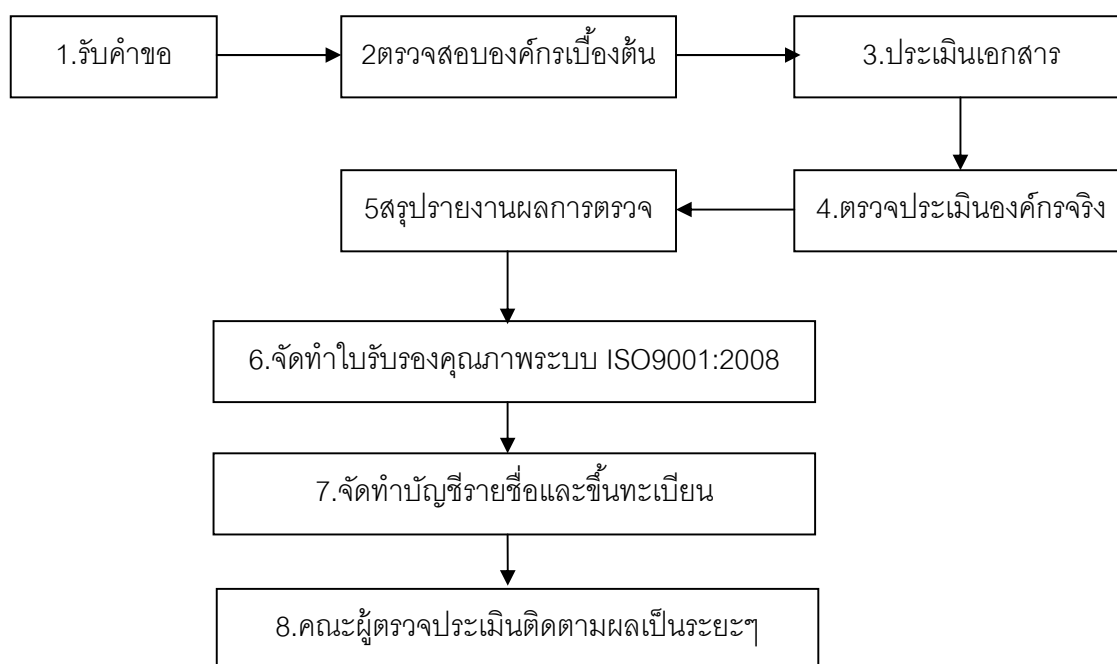 1.รับคำขอ
2ตรวจสอบองค์กรเบื้องต้น
3.ประเมินเอกสาร
4.ตรวจประเมินองค์กรจริง
5สรุปรายงานผลการตรวจ
6.จัดทำใบรับรองคุณภาพระบบ ISO9001:2008
7.จัดทำบัญชีรายชื่อและขึ้นทะเบียน
8.คณะผู้ตรวจประเมินติดตามผลเป็นระยะๆ